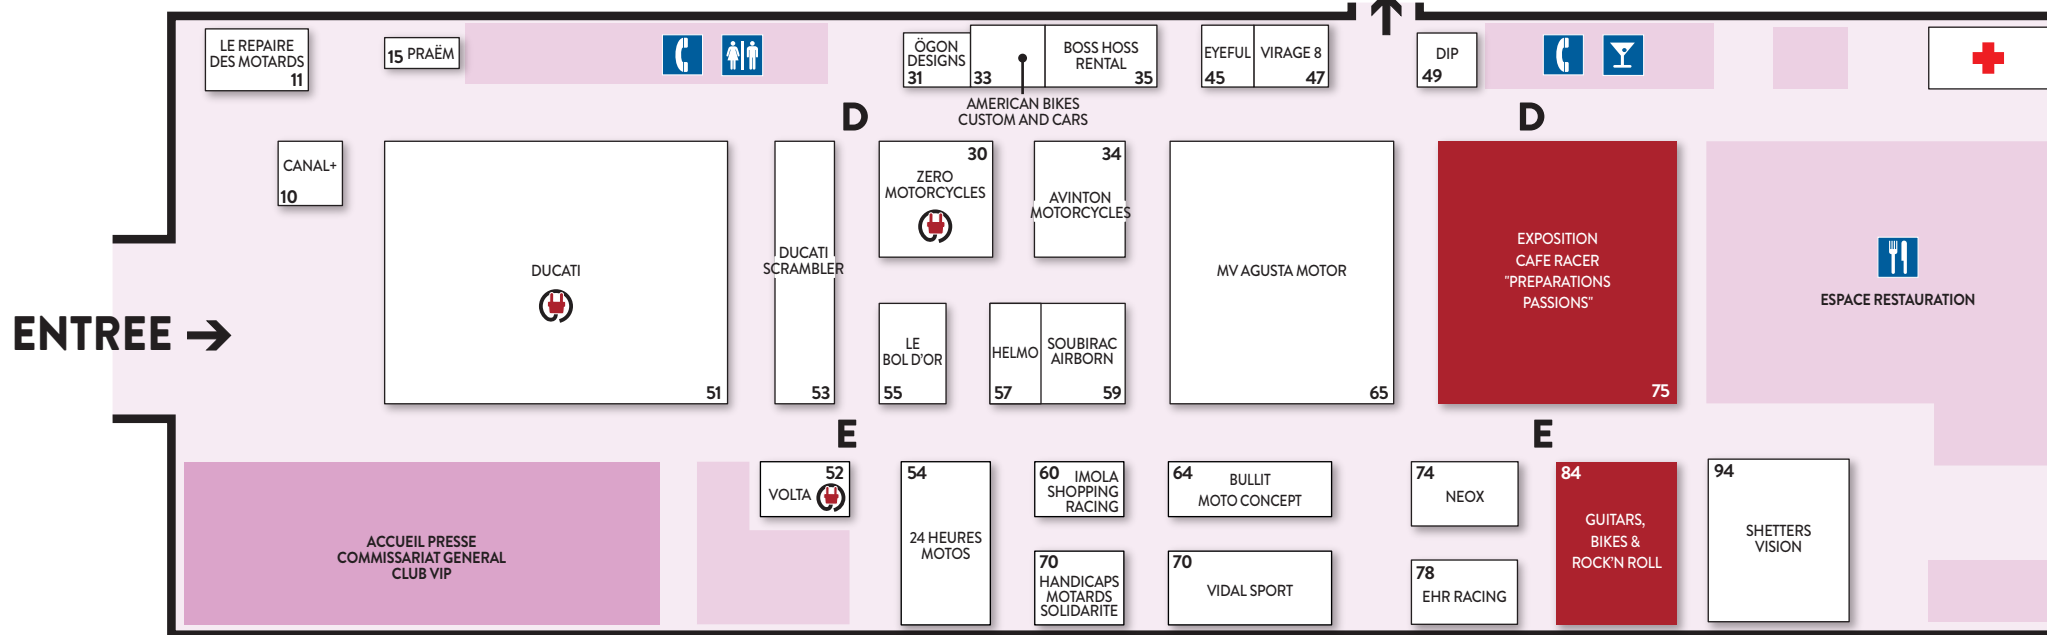 LE REPAIRE
DES MOTARDS
11
15 PRAËM
ÖGON
DESIGNS
31
33
AMERICAN BIKES
CUSTOM AND CARS
BOSS HOSS
RENTAL
35
EYEFUL
45
VIRAGE 8
47
DIP
49
D
D
CANAL+
10
DUCATI
51
DUCATI
SCRAMBLER
53
30
ZERO
MOTORCYCLES
34
AVINTON
MOTORCYCLES
LE
BOL D'OR
55
HELMO
57
SOUBIRAC
AIRBORN
59
MV AGUSTA MOTOR
65
EXPOSITION
CAFE RACER
"PREPARATIONS
PASSIONS"
75
ESPACE RESTAURATION
ENTREE →
E
E
ACCUEIL PRESSE
COMMISSARIAT GENERAL
CLUB VIP
52
VOLTA
54
24 HEURES
MOTOS
60 IMOLA
SHOPPING
RACING
70
HANDICAPS
MOTARDS
SOLIDARITE
64
BULLIT
MOTO CONCEPT
70
VIDAL SPORT
74
NEOX
78
EHR RACING
84
GUITARS,
BIKES &
ROCK'N ROLL
94
SHETTERS
VISION